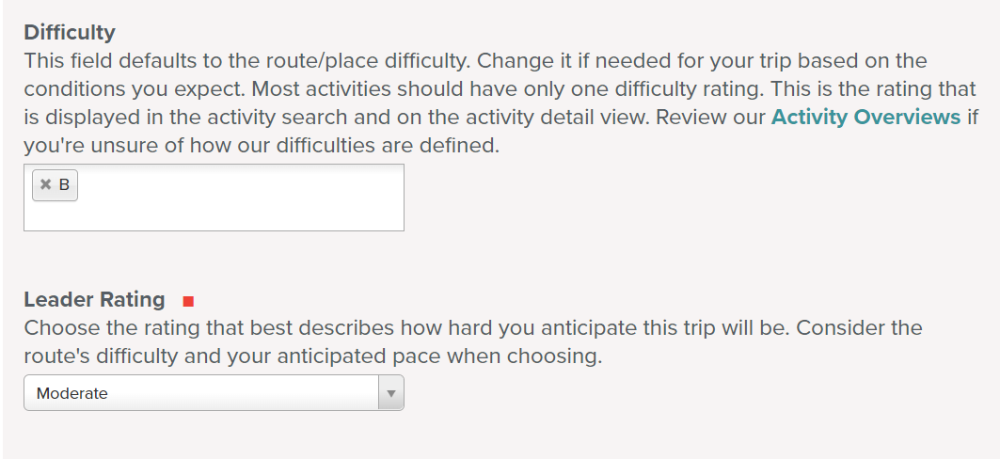 Difficulty
This field defaults to the route/place difficulty. Change it if needed for your trip based on the
conditions you expect. Most activities should have only one difficulty rating. This is the rating that
is displayed in the activity search and on the activity detail view. Review our Activity Overviews if
you're unsure of how our difficulties are defined.
B
Leader Rating
Choose the rating that best describes how hard you anticipate this trip will be. Consider the
route's difficulty and your anticipated pace when choosing.
Moderate